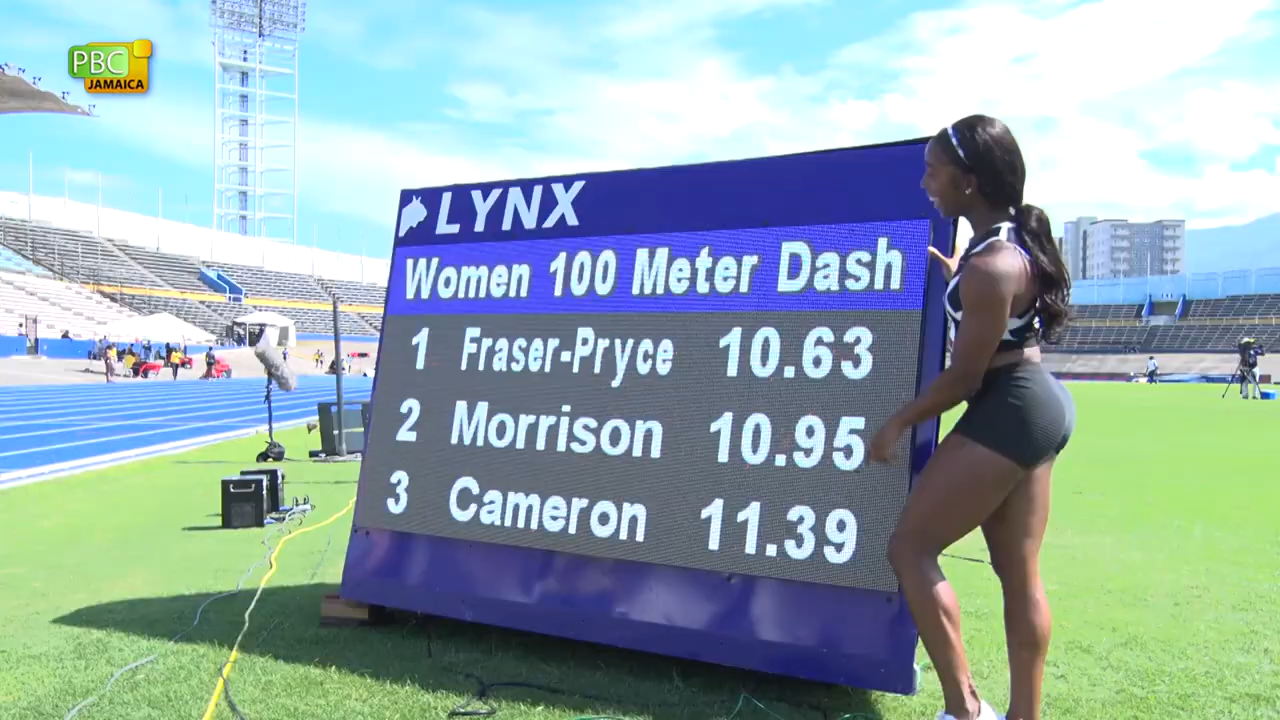 PBC
JAMAICA
LYNX
Women 100 Meter Dash
1 Fraser-Pryce 10.63
2 Morrison 10.95
3 Cameron 11.39